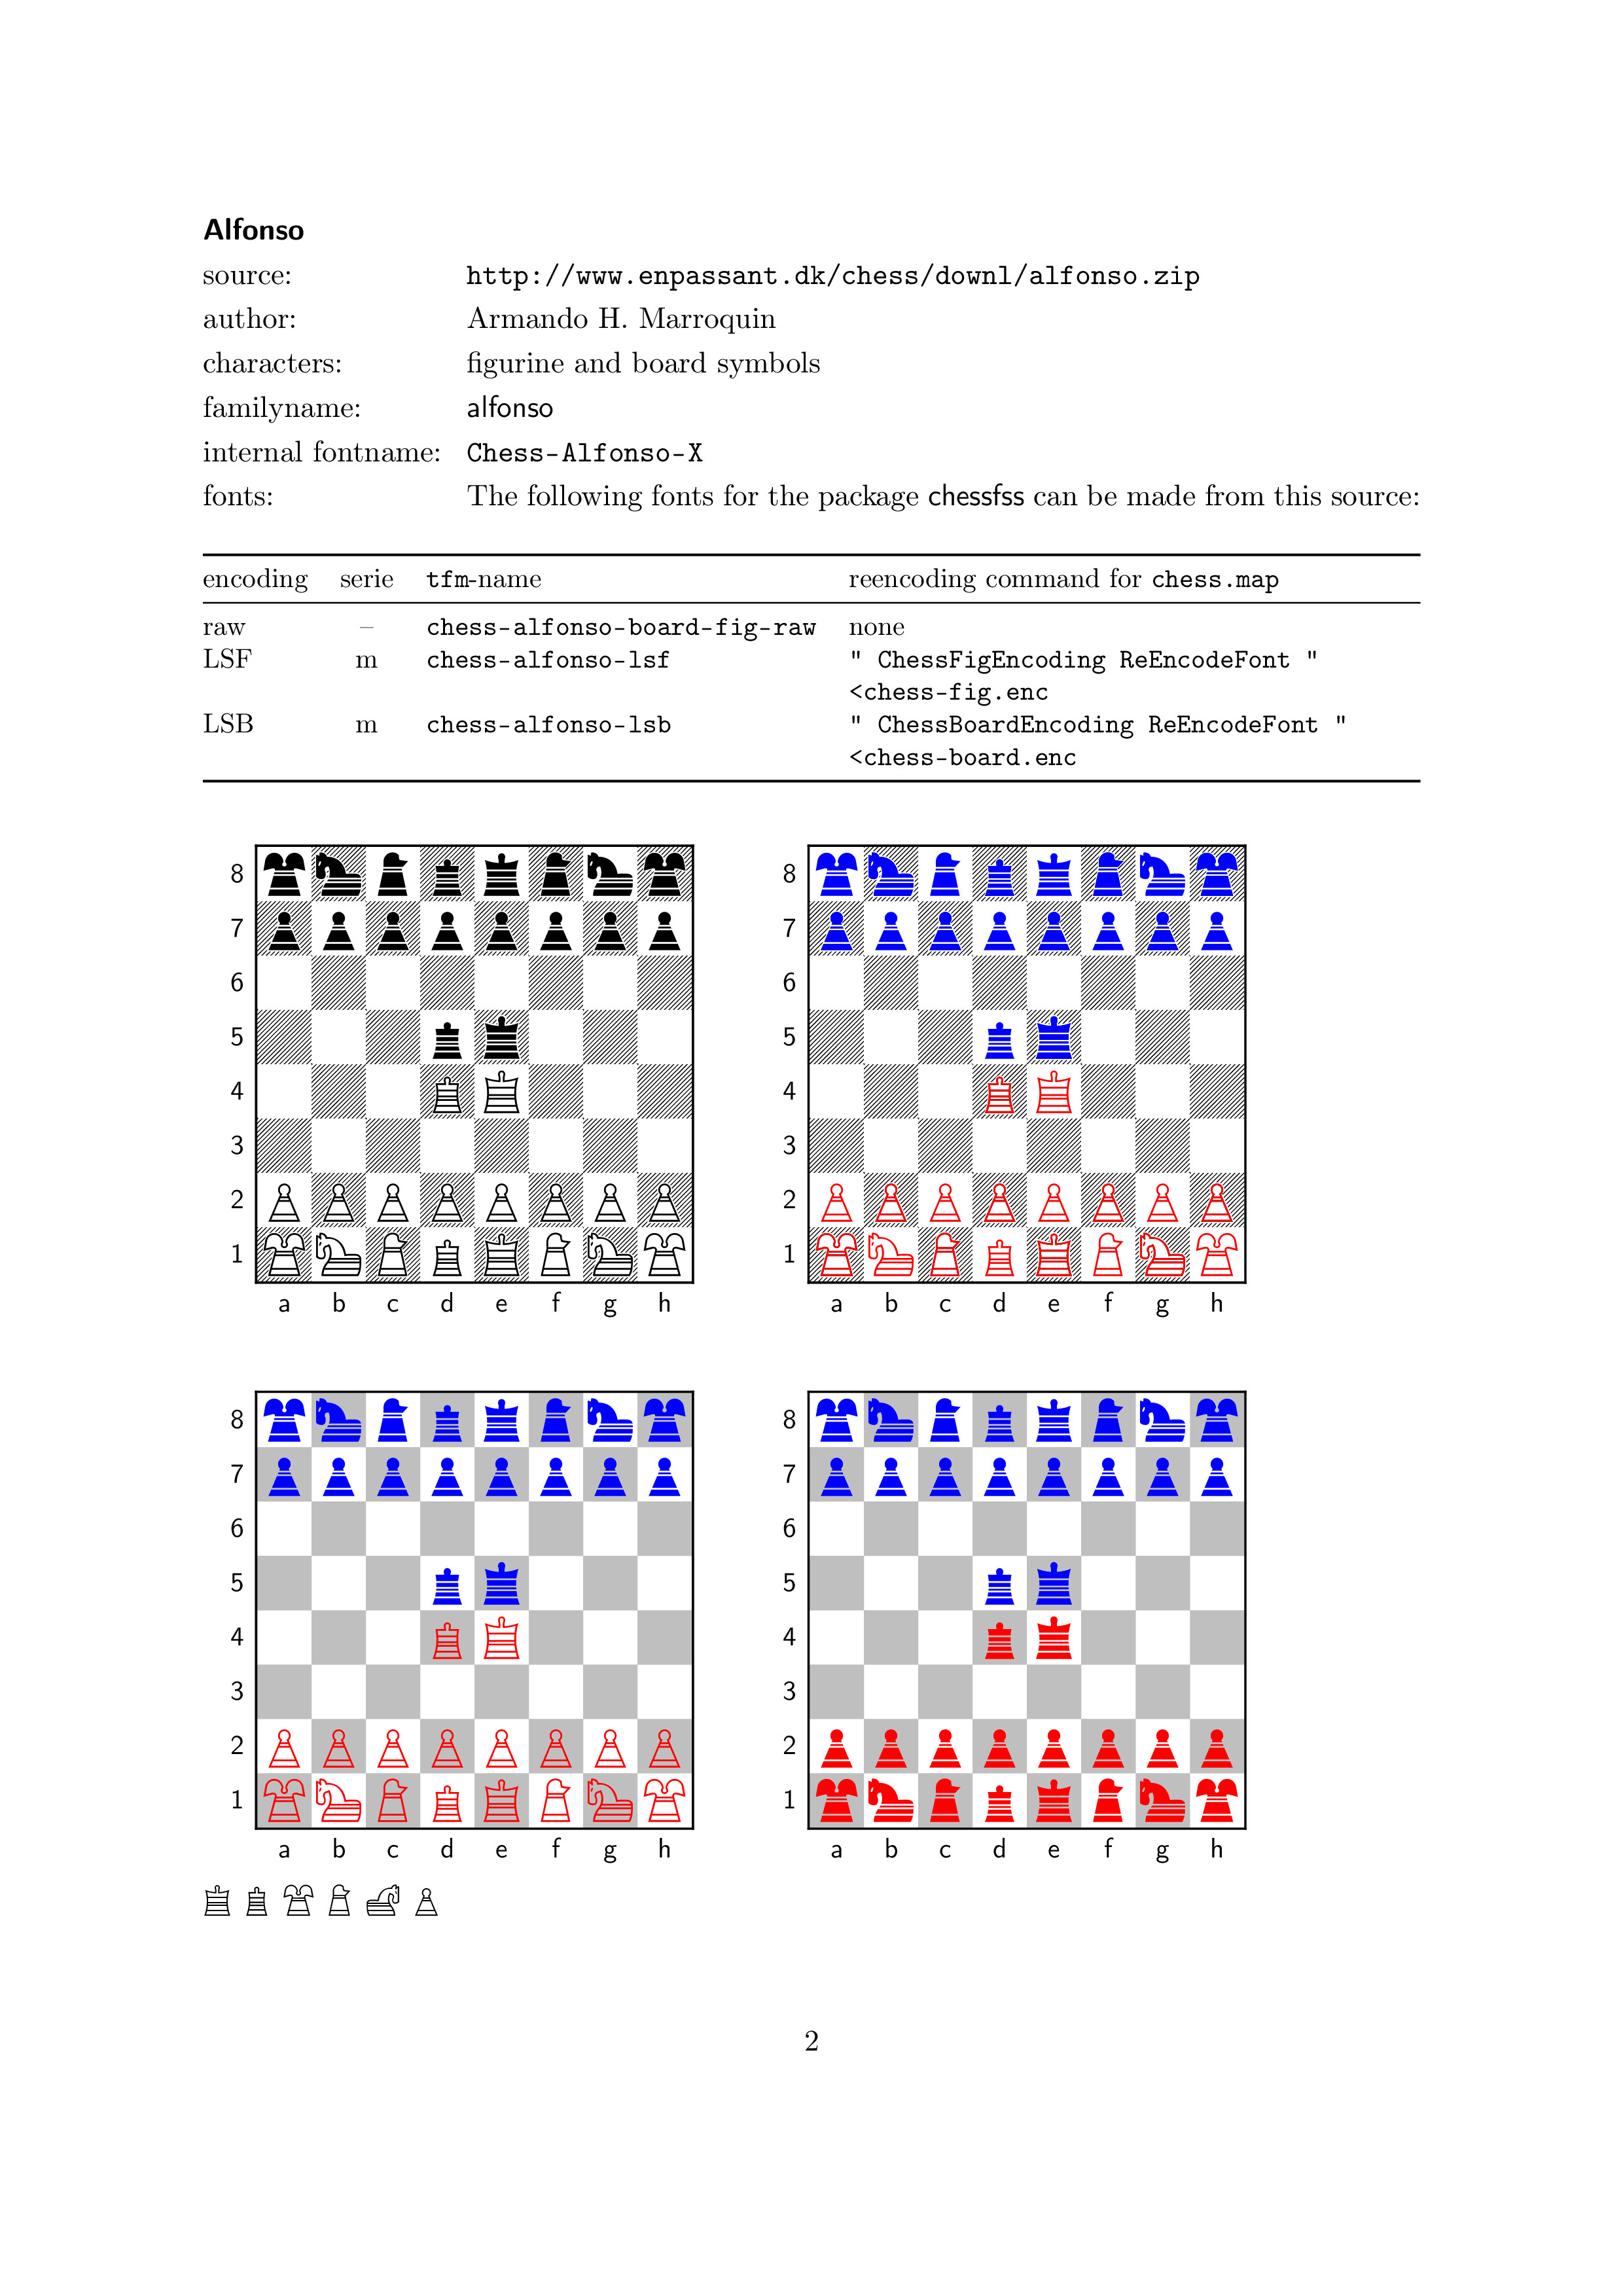 Alfonso
source: http://www.enpassant.dk/chess/downl/alfonso.zip
author: Armando H. Marroquin
characters: figurine and board symbols
familyname: alfonso
internal fontname: Chess-Alfonso-X
fonts: The following fonts for the package chessfss can be made from this source:
encoding serie tfm-name reencoding command for chess.map
raw – chess-alfonso-board-fig-raw none
LSF m chess-alfonso-lsf " ChessFigEncoding ReEncodeFont "
<chess-fig.enc
LSB m chess-alfonso-lsb " ChessBoardEncoding ReEncodeFont "
<chess-board.enc
8
7
6
5
4
3
2
1
a b c d e f g h
8
7
6
5
4
3
2
1
a b c d e f g h
8
7
6
5
4
3
2
1
a b c d e f g h
8
7
6
5
4
3
2
1
a b c d e f g h
2